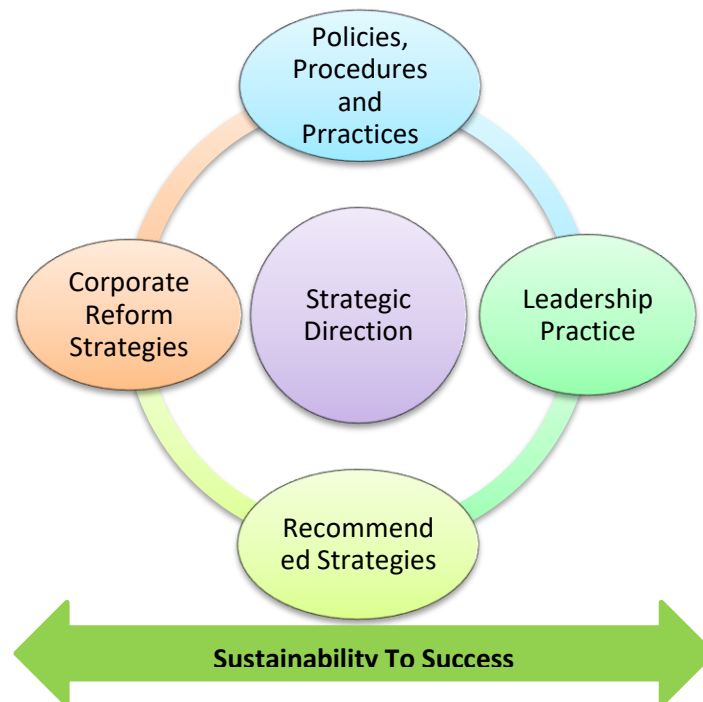 Policies,
Procedures
and
Prractices
Corporate
Reform
Strategies
Strategic
Direction
Leadership
Practice
Recommend
ed Strategies
Sustainability To Success